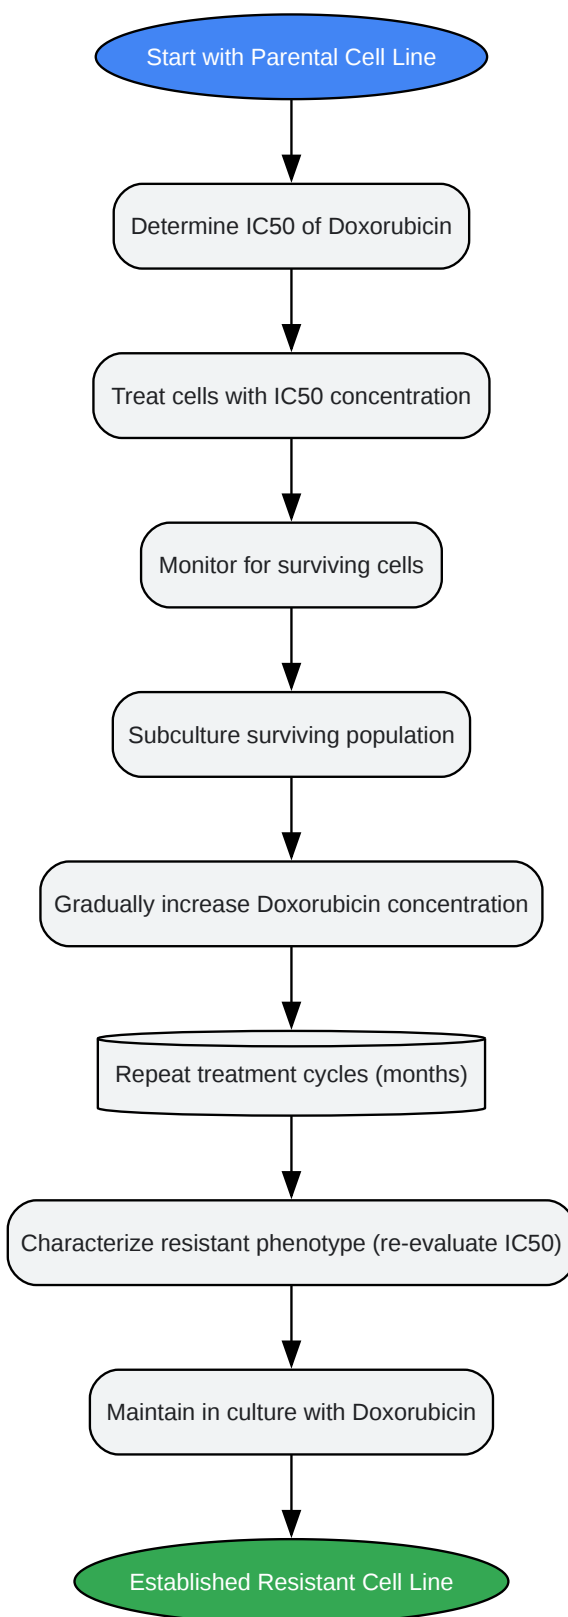 Start with Parental Cell Line
Determine IC50 of Doxorubicin
Treat cells with IC50 concentration
Monitor for surviving cells
Subculture surviving population
Gradually increase Doxorubicin concentration
Repeat treatment cycles (months)
Characterize resistant phenotype (re-evaluate IC50)
Maintain in culture with Doxorubicin
Established Resistant Cell Line